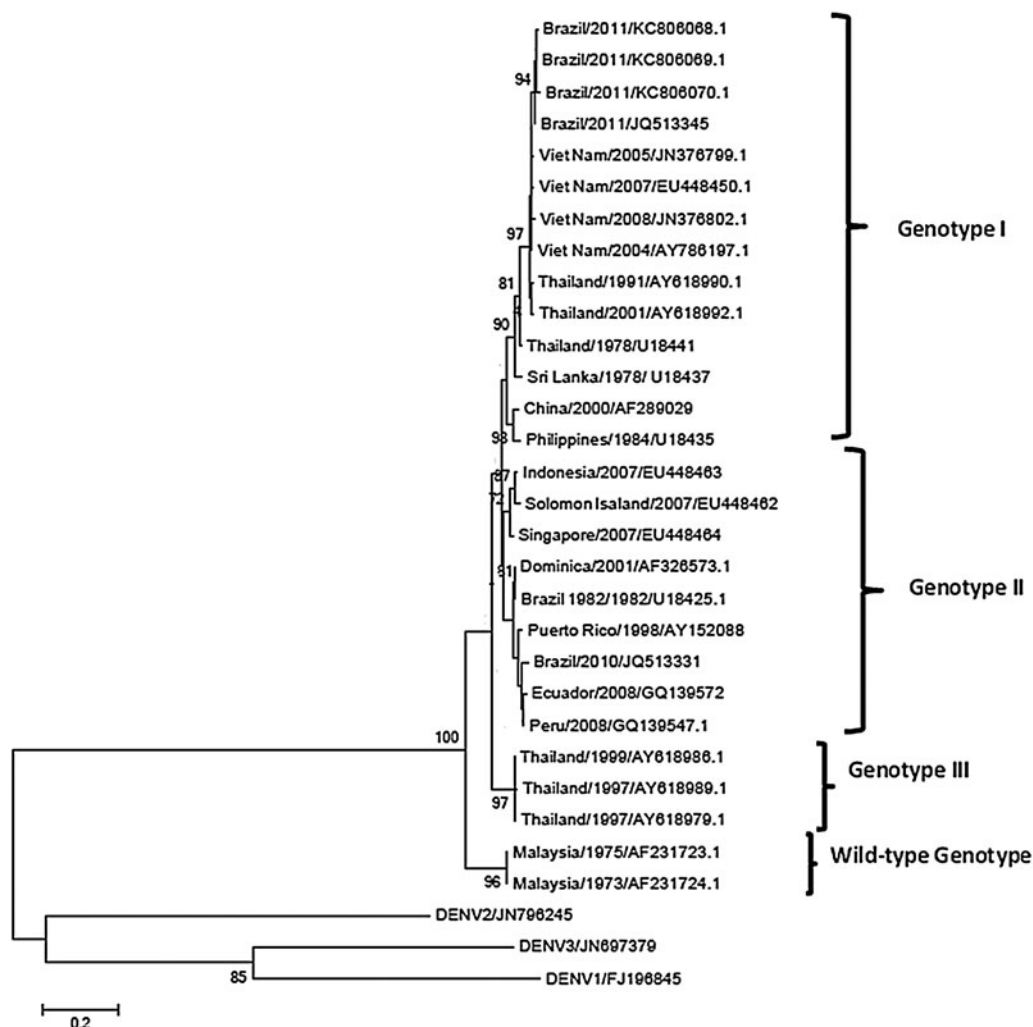 Brazil/2011/KC806068.1
Brazil/2011/KC806069.1
94
Brazil/2011/KC806070.1
Brazil/2011/JQ513345
Viet Nam/2005/JN376799.1
Viet Nam/2007/EU448450.1
Viet Nam/2008/JN376802.1
97
Genotype I
Viet Nam/2004/AY786197.1
81
Thailand/1991/AY618990.1
Thailand/2001/AY618992.1
90
Thailand/1978/U18441
Sri Lanka/1978/ U18437
China/2000/AF289029
98
Philippines/1984/U18435
87
Indonesia/2007/EU448463
72
Solomon Isaland/2007/EU448462
Singapore/2007/EU448464
Dominica/2001/AF326573.1
Genotype II
Brazil 1982/1982/U18425.1
Puerto Rico/1998/AY152088
Brazil/2010/JQ513331
Ecuador/2008/GQ139572
Peru/2008/GQ139547.1
100
Thailand/1999/AY618986.1
Genotype III
Thailand/1997/AY618989.1
97
Thailand/1997/AY618979.1
Malaysia/1975/AF231723.1
Wild-type Genotype
96
Malaysia/1973/AF231724.1
DENV2/JN796245
DENV3/JN697379
85
DENV1/FJ196845
0.2